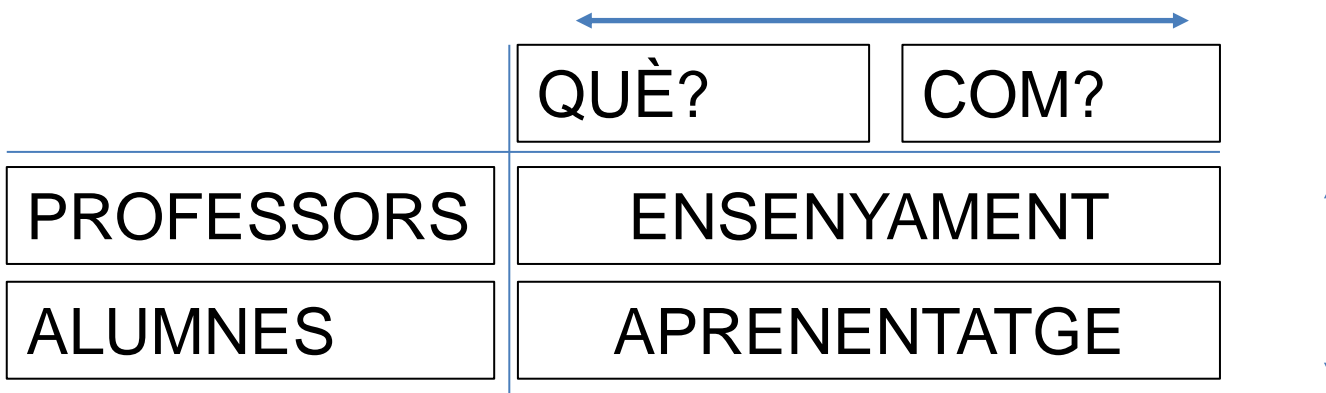 QUÈ? COM?
PROFESSORS ENSENYAMENT
ALUMNES APRENENTATGE